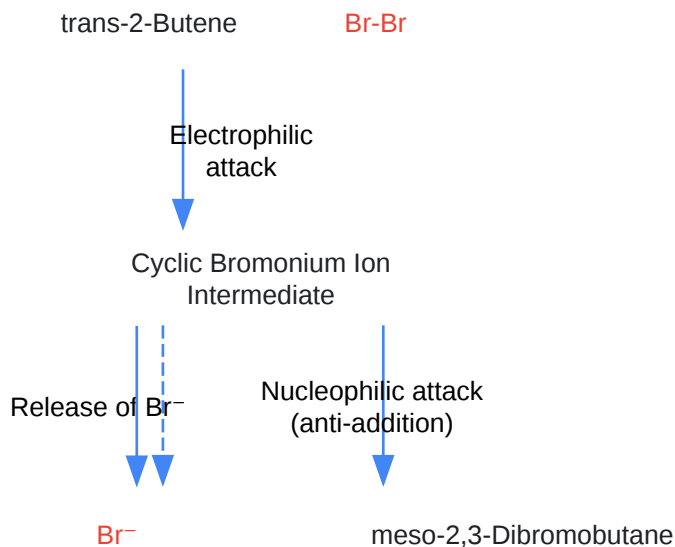 trans-2-Butene Br-Br
Electrophilic
attack
Cyclic Bromonium Ion
Intermediate
Release of Br⁻
Nucleophilic attack
(anti-addition)
Br⁻ meso-2,3-Dibromobutane